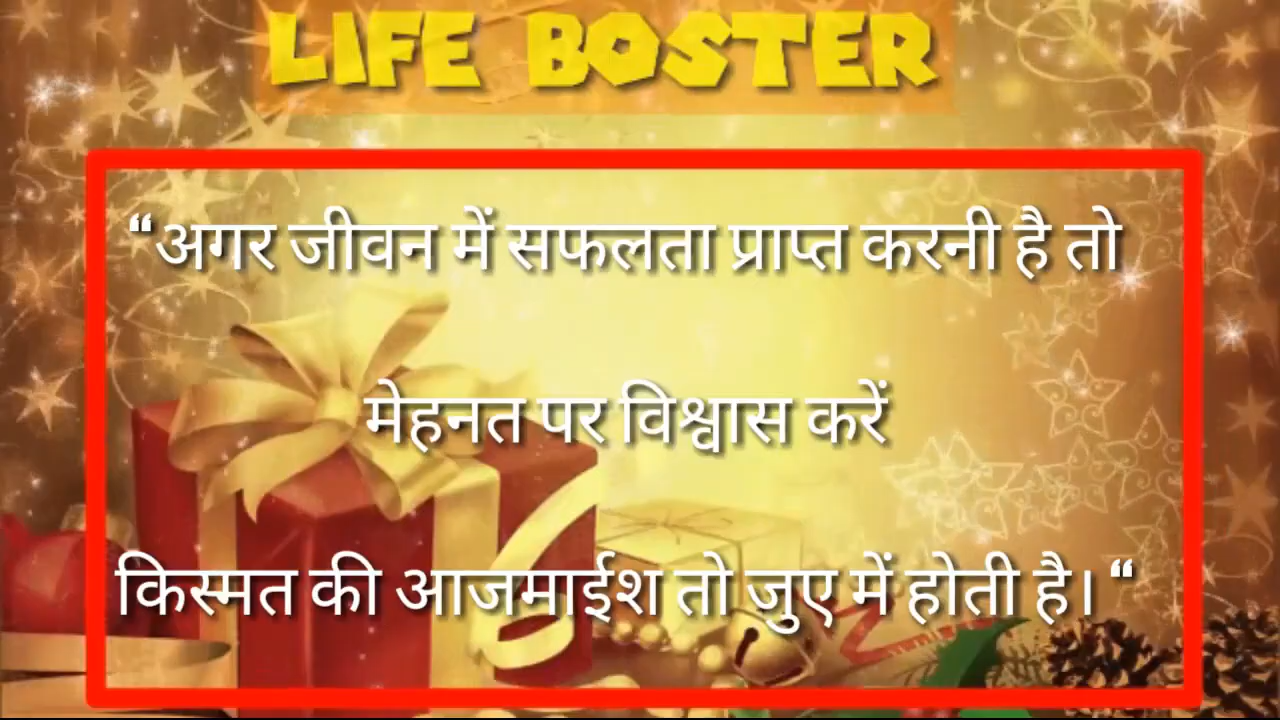 LIFE BOSTER
❝अगर जीवन में सफलता प्राप्त करनी है तो
मेहनत पर विश्वास करें
किस्मत की आजमाईश तो जुए में होती है। ❝